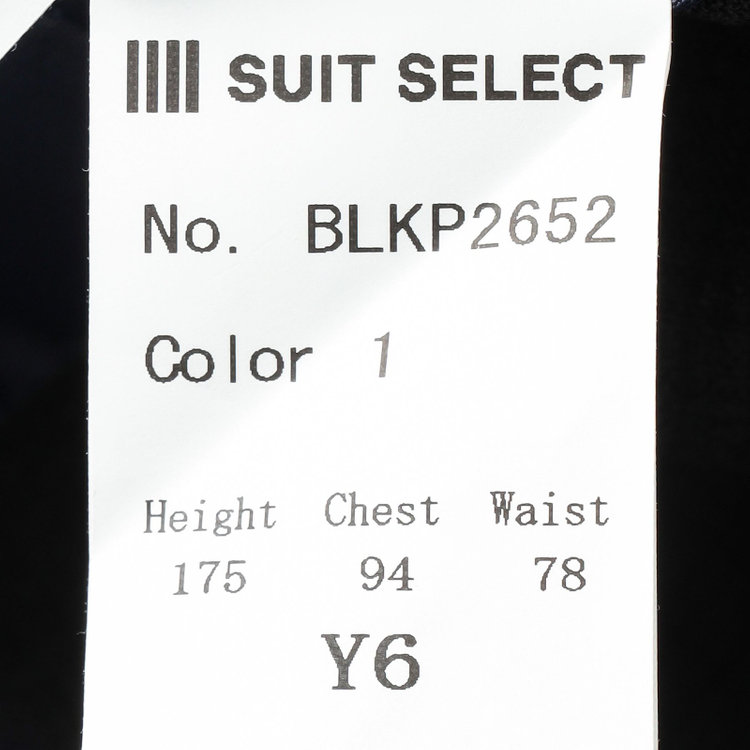 SUIT SELECT
No. BLKP2652
Color 1
Height Chest Waist
175 94 78
Y6